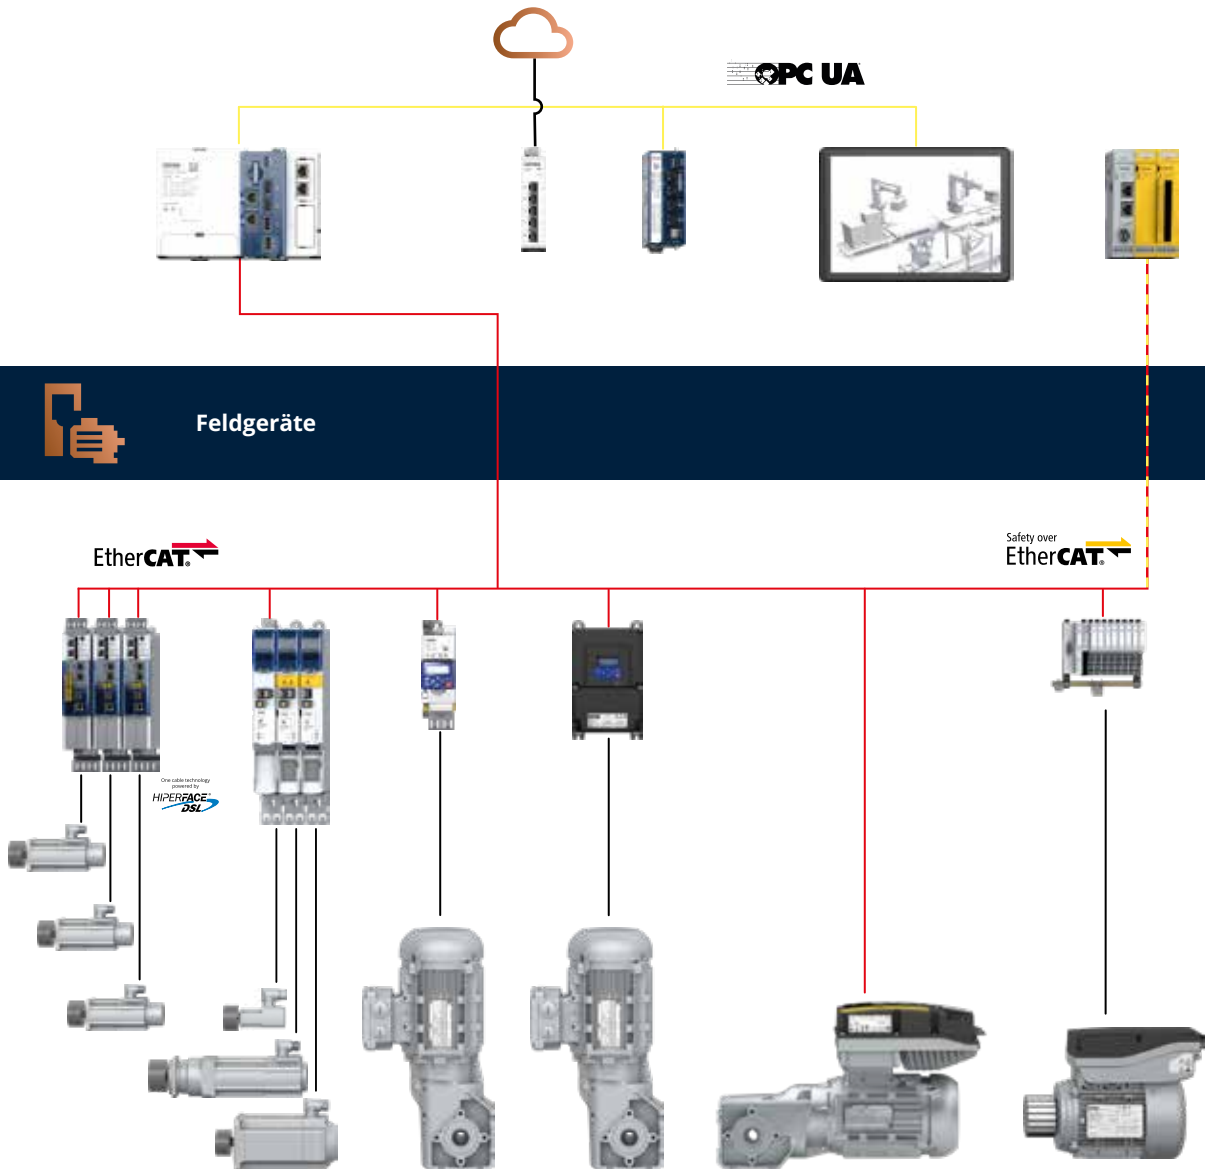 OPC UA
Feldgeräte
EtherCAT®
Safety over
EtherCAT®
One cable technology
powered by
HIPERFACE®
DSL